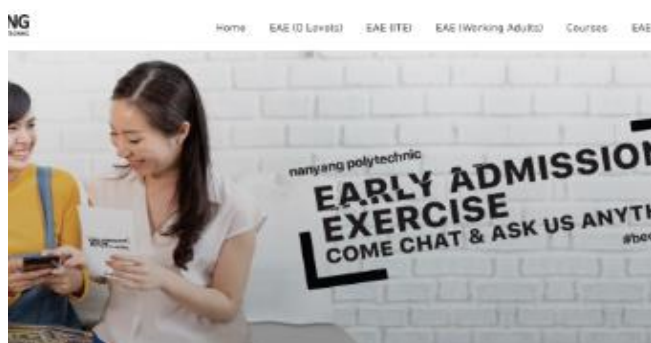 NG
Home EAE (O Levels) EAE (ITE) EAE (Working Adults) Courses EAE
nanyang polytechnic
EARLY ADMISSION
EXERCISE
COME CHAT & ASK US ANYTH
#bee